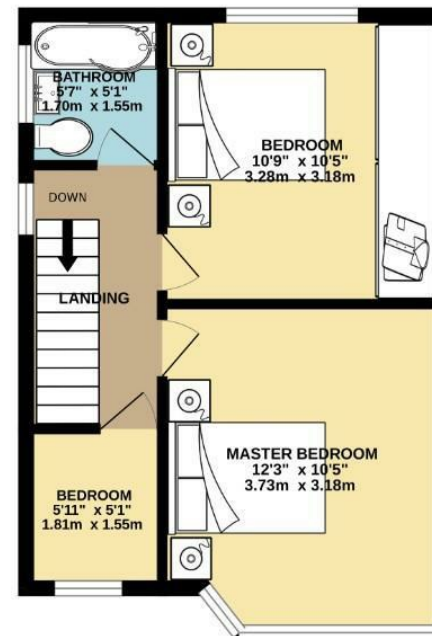 BATHROOM
5'7" x 5'1"
1.70m x 1.55m
BEDROOM
10'9" x 10'5"
3.28m x 3.18m
DOWN
LANDING
MASTER BEDROOM
12'3" x 10'5"
3.73m x 3.18m
BEDROOM
5'11" x 5'1"
1.81m x 1.55m